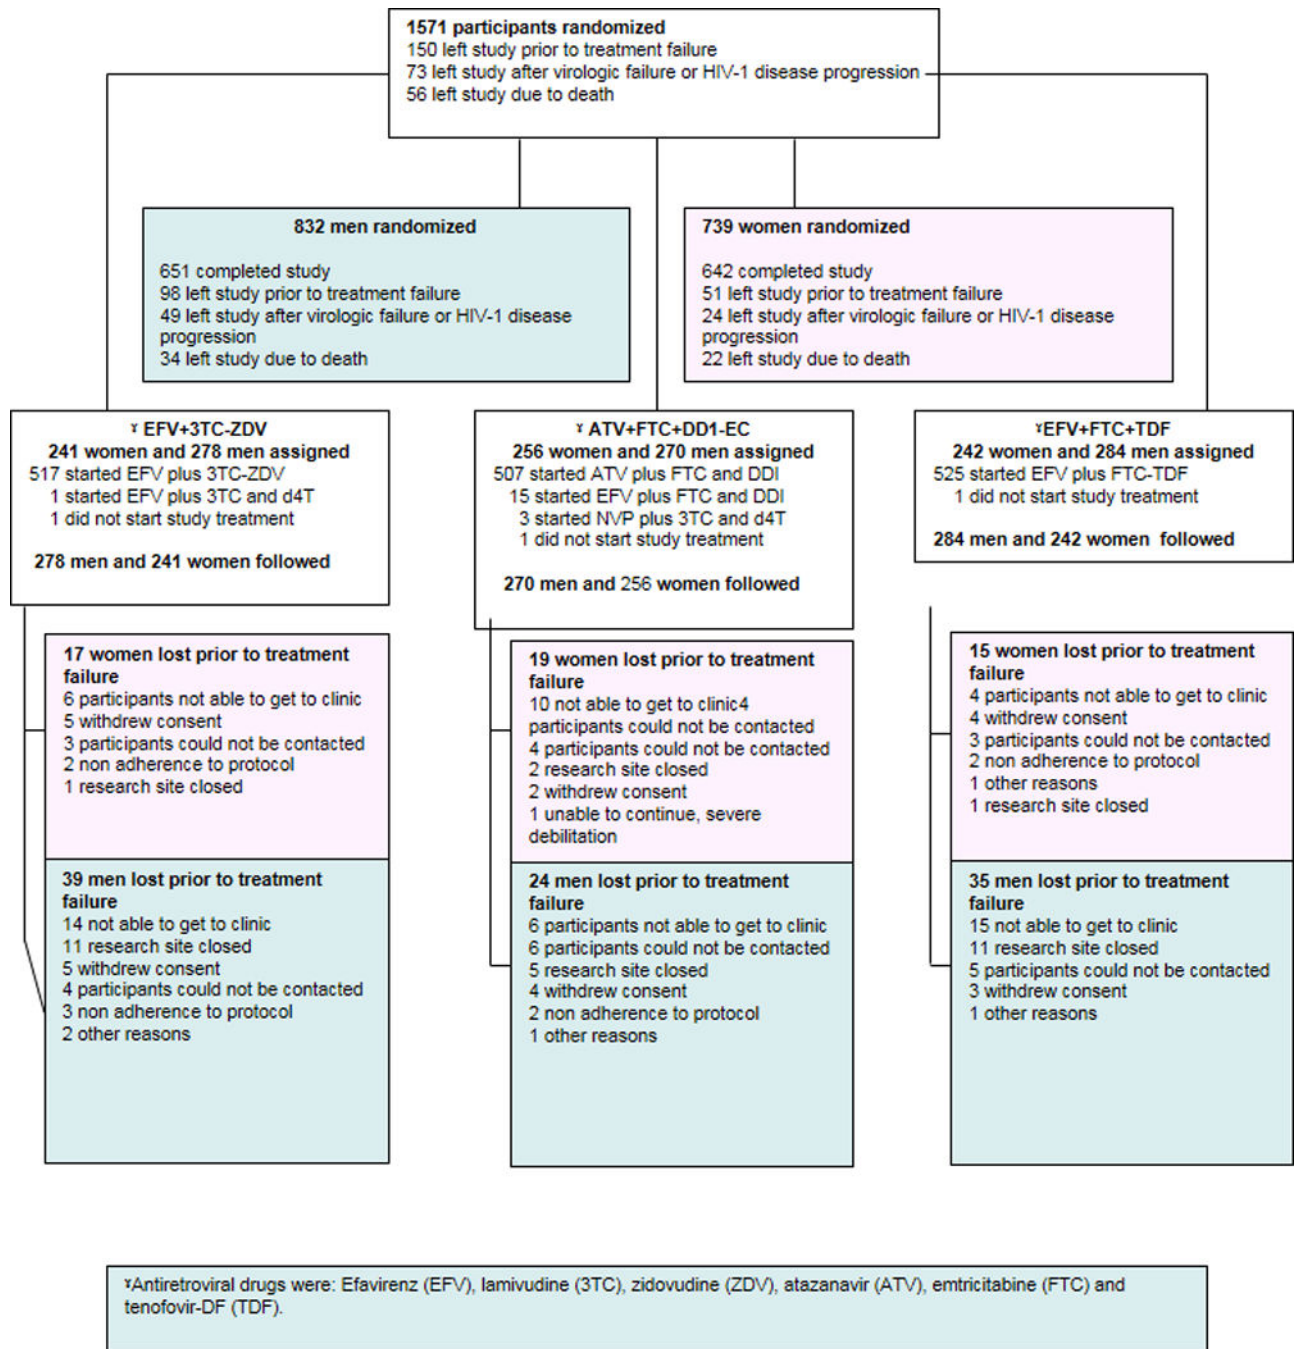 1571 participants randomized
150 left study prior to treatment failure
73 left study after virologic failure or HIV-1 disease progression
56 left study due to death
832 men randomized
651 completed study
98 left study prior to treatment failure
49 left study after virologic failure or HIV-1 disease
progression
34 left study due to death
739 women randomized
642 completed study
51 left study prior to treatment failure
24 left study after virologic failure or HIV-1 disease
progression
22 left study due to death
ɤ EFV+3TC-ZDV
241 women and 278 men assigned
517 started EFV plus 3TC-ZDV
1 started EFV plus 3TC and d4T
1 did not start study treatment
278 men and 241 women followed
ɤ ATV+FTC+DD1-EC
256 women and 270 men assigned
507 started ATV plus FTC and DDI
15 started EFV plus FTC and DDI
3 started NVP plus 3TC and d4T
1 did not start study treatment
270 men and 256 women followed
ɤEFV+FTC+TDF
242 women and 284 men assigned
525 started EFV plus FTC-TDF
1 did not start study treatment
284 men and 242 women followed
17 women lost prior to treatment
failure
6 participants not able to get to clinic
5 withdrew consent
3 participants could not be contacted
2 non adherence to protocol
1 research site closed
39 men lost prior to treatment
failure
14 not able to get to clinic
11 research site closed
5 withdrew consent
4 participants could not be contacted
3 non adherence to protocol
2 other reasons
19 women lost prior to treatment
failure
10 not able to get to clinic4
participants could not be contacted
4 participants could not be contacted
2 research site closed
2 withdrew consent
1 unable to continue, severe
debilitation
24 men lost prior to treatment
failure
6 participants not able to get to clinic
6 participants could not be contacted
5 research site closed
4 withdrew consent
2 non adherence to protocol
1 other reasons
15 women lost prior to treatment
failure
4 participants not able to get to clinic
4 withdrew consent
3 participants could not be contacted
2 non adherence to protocol
1 other reasons
1 research site closed
35 men lost prior to treatment
failure
15 not able to get to clinic
11 research site closed
5 participants could not be contacted
3 withdrew consent
1 other reasons
ɤAntiretroviral drugs were: Efavirenz (EFV), lamivudine (3TC), zidovudine (ZDV), atazanavir (ATV), emtricitabine (FTC) and
tenofovir-DF (TDF).